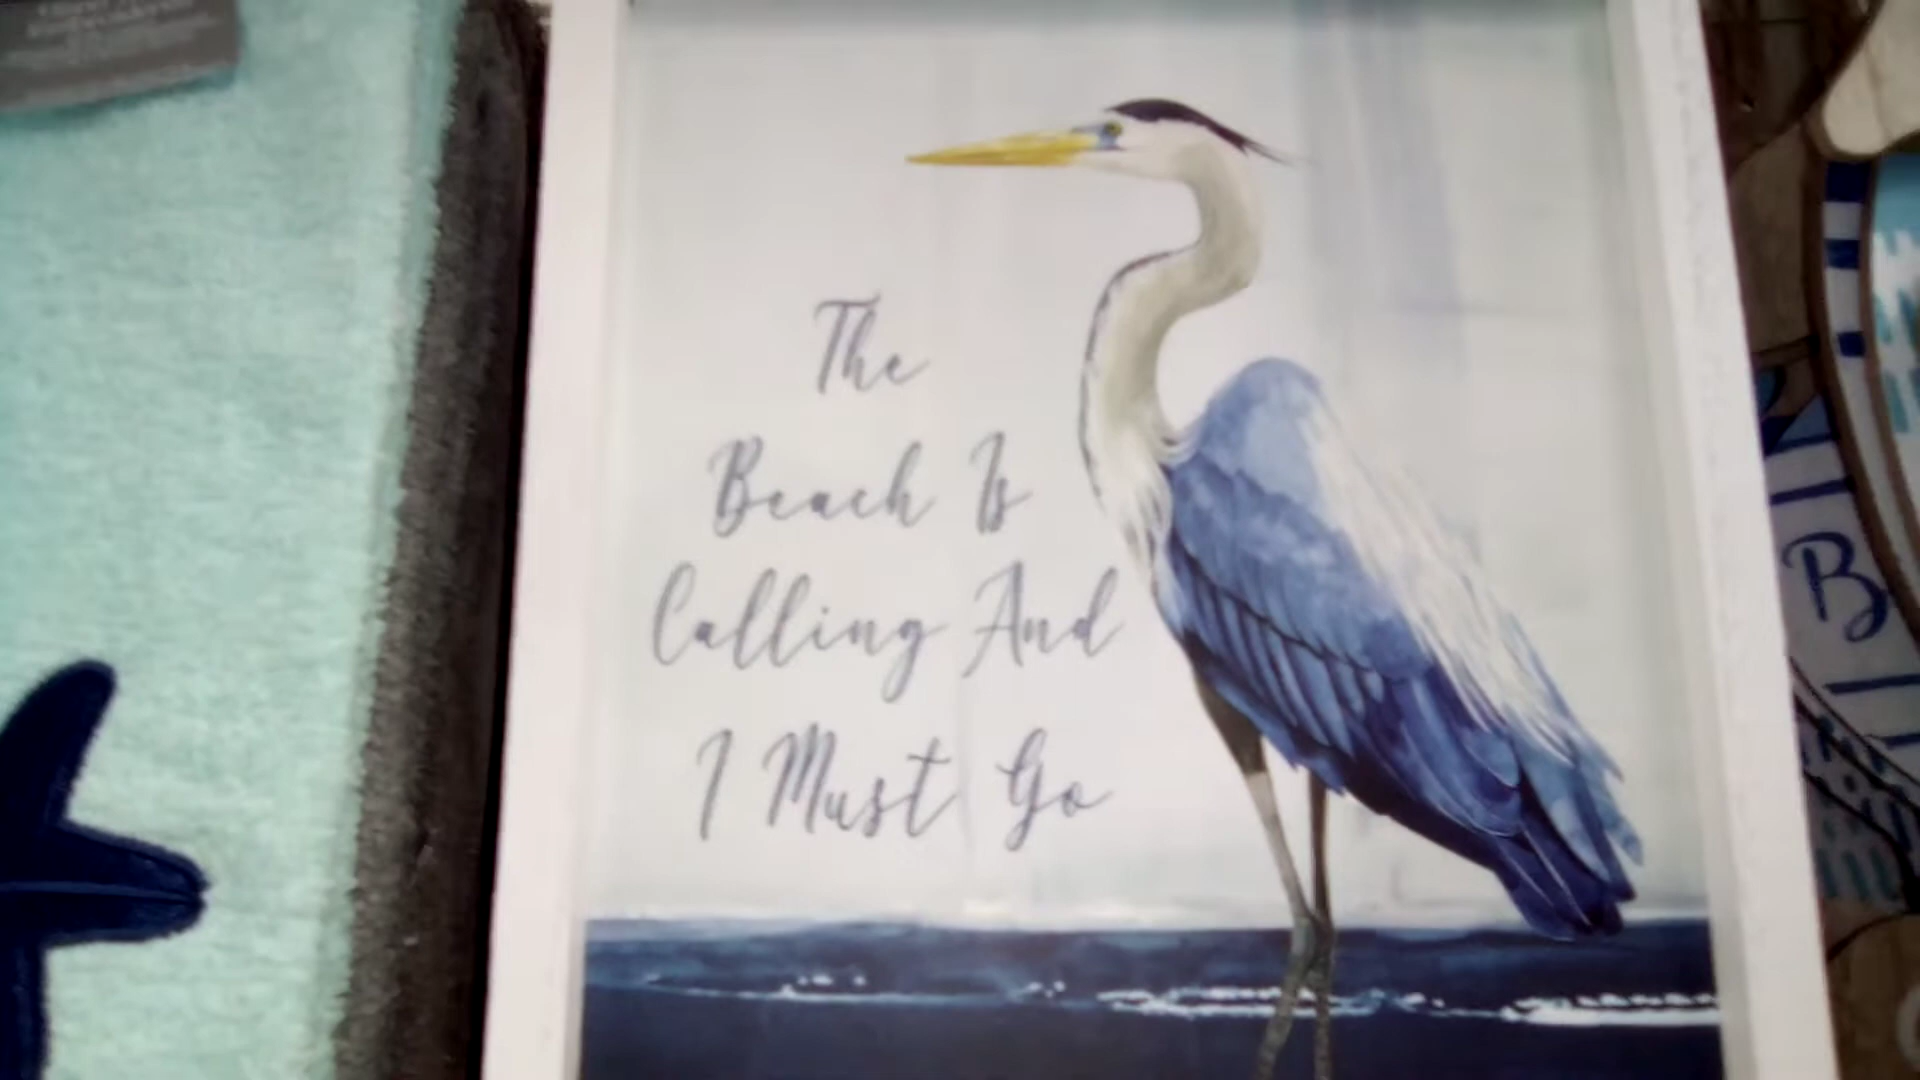 The
Beach Is
Calling And
I Must Go
B